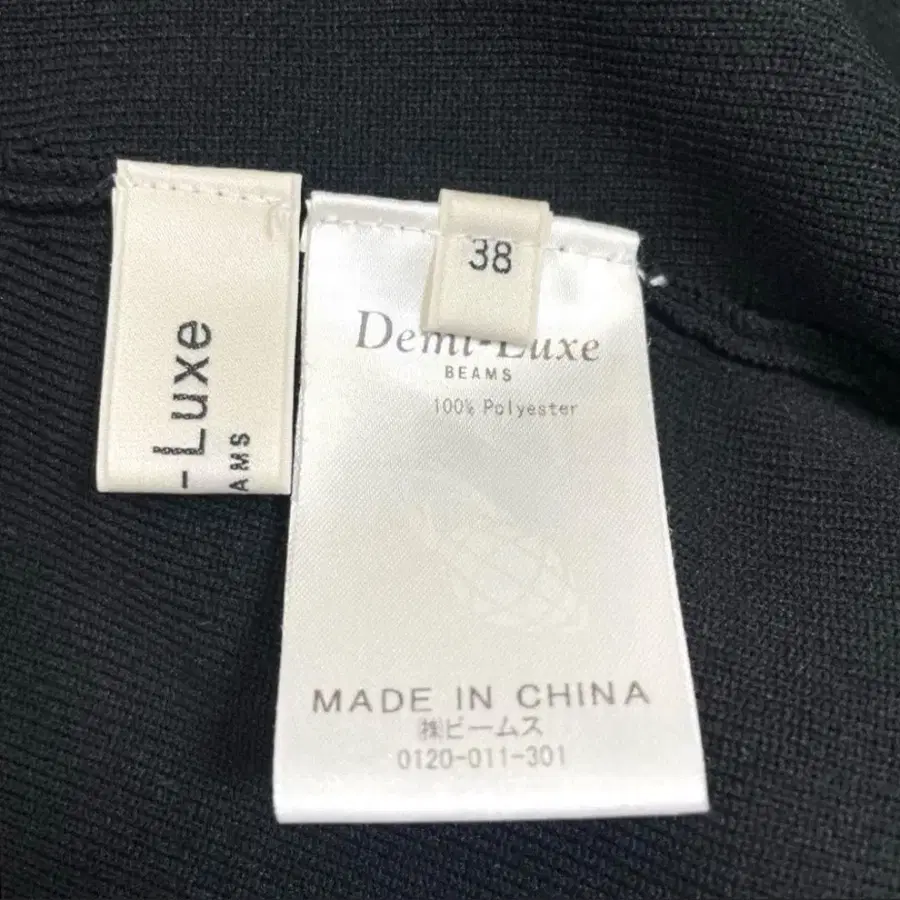 -Luxe
AMS
38
Demi-Luxe
BEAMS
100% Polyester
MADE IN CHINA
㈱ビームス
0120-011-301